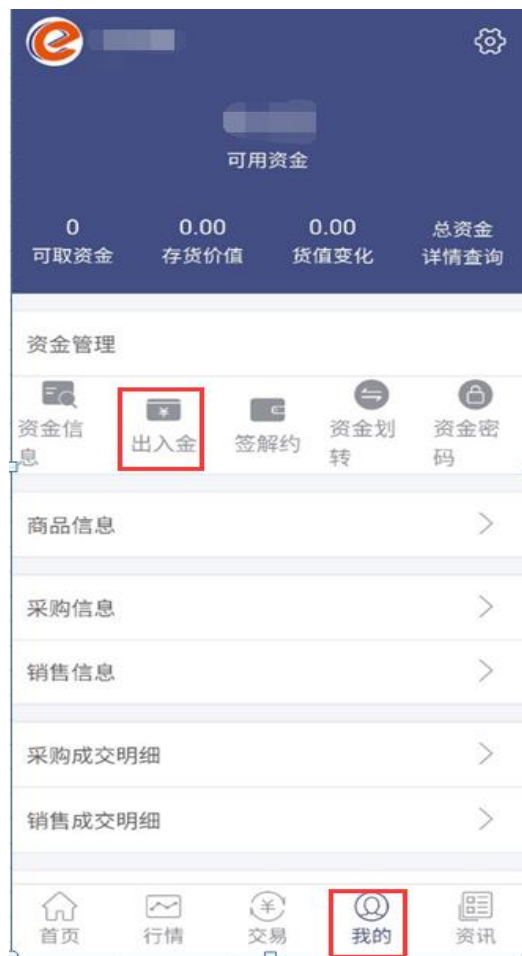 可用资金
0 0.00 0.00 总资金
可取资金 存货价值 货值变化 详情查询
资金管理
资金信息 出入金 签解约 资金划转 资金密码
商品信息
采购信息
销售信息
采购成交明细
销售成交明细
首页 行情 交易 我的 资讯